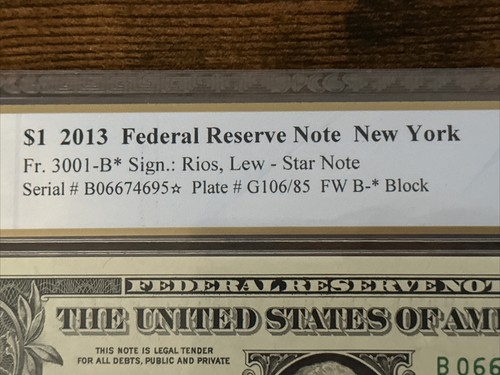 $1 2013 Federal Reserve Note New York
Fr. 3001-B* Sign.: Rios, Lew - Star Note
Serial # B06674695☆ Plate # G106/85 FW B-* Block
FEDERAL RESERVE NOT
THE UNITED STATES OF AM
THIS NOTE IS LEGAL TENDER
FOR ALL DEBTS, PUBLIC AND PRIVATE
B 066